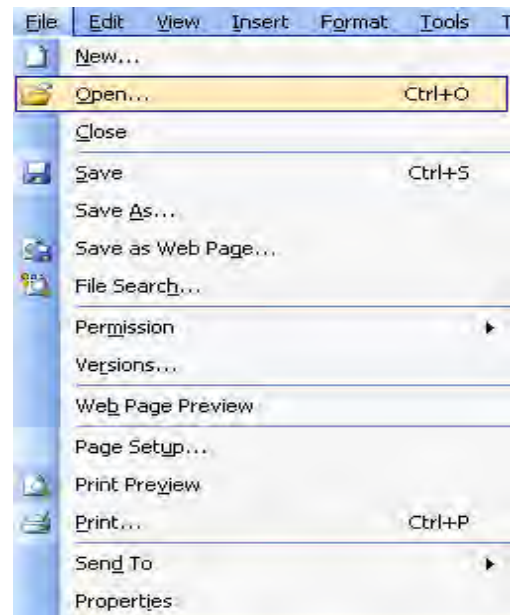 File Edit View Insert Format Tools T
New...
Open... Ctrl+O
Close
Save Ctrl+S
Save As...
Save as Web Page...
File Search...
Permission
Versions...
Web Page Preview
Page Setup...
Print Preview
Print... Ctrl+P
Send To
Properties